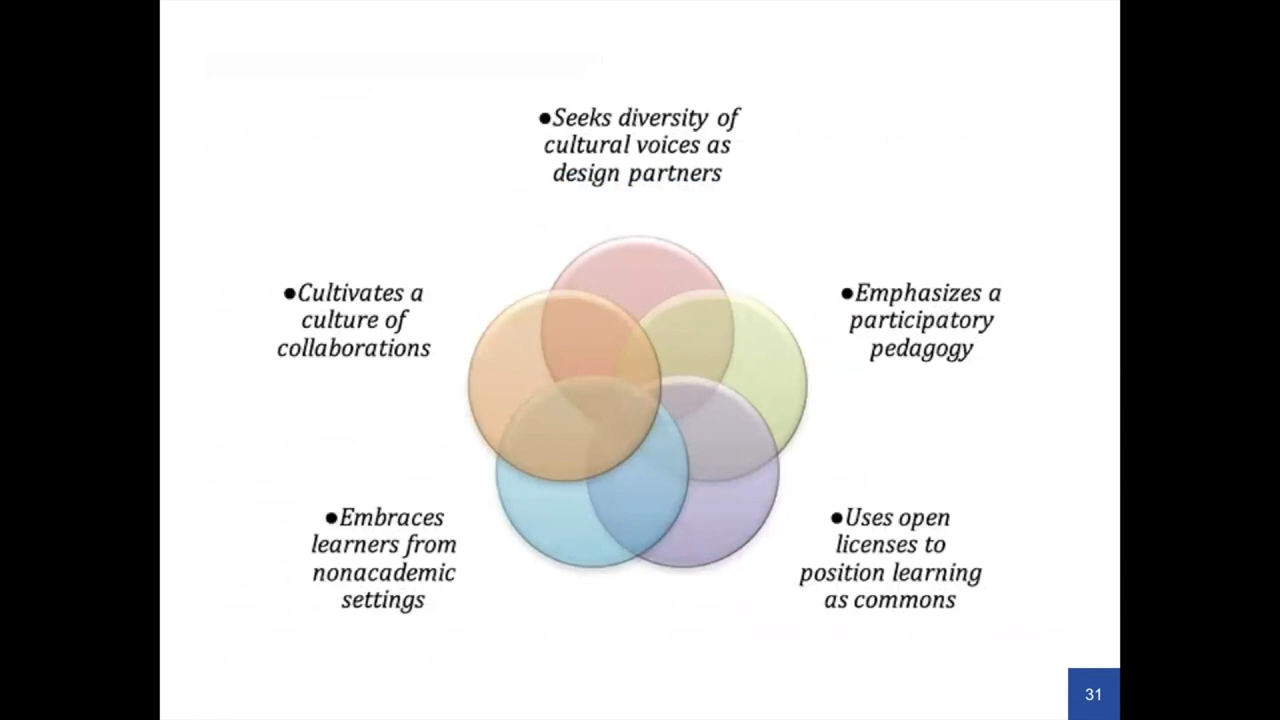 ●Seeks diversity of
cultural voices as
design partners
●Cultivates a
culture of
collaborations
●Emphasizes a
participatory
pedagogy
●Embraces
learners from
nonacademic
settings
●Uses open
licenses to
position learning
as commons
31